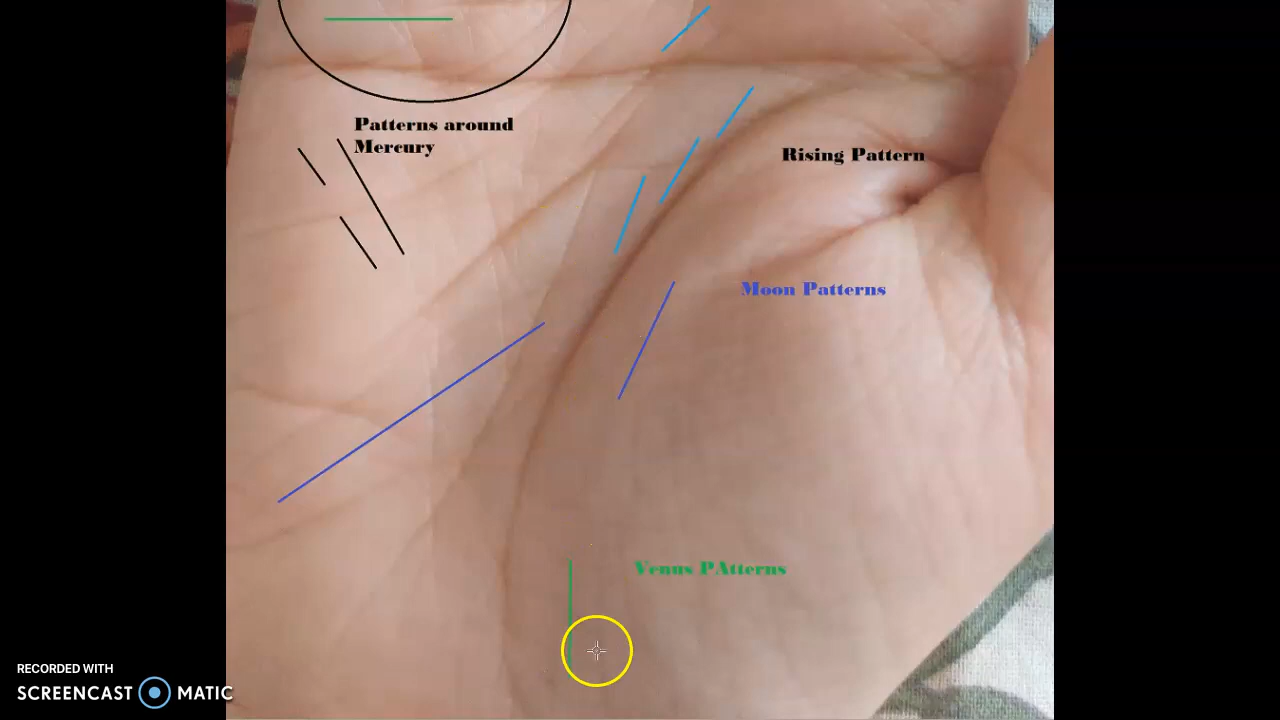 Patterns around
Mercury
Rising Pattern
Moon Patterns
Venus PAtterns
RECORDED WITH
SCREENCAST MATIC